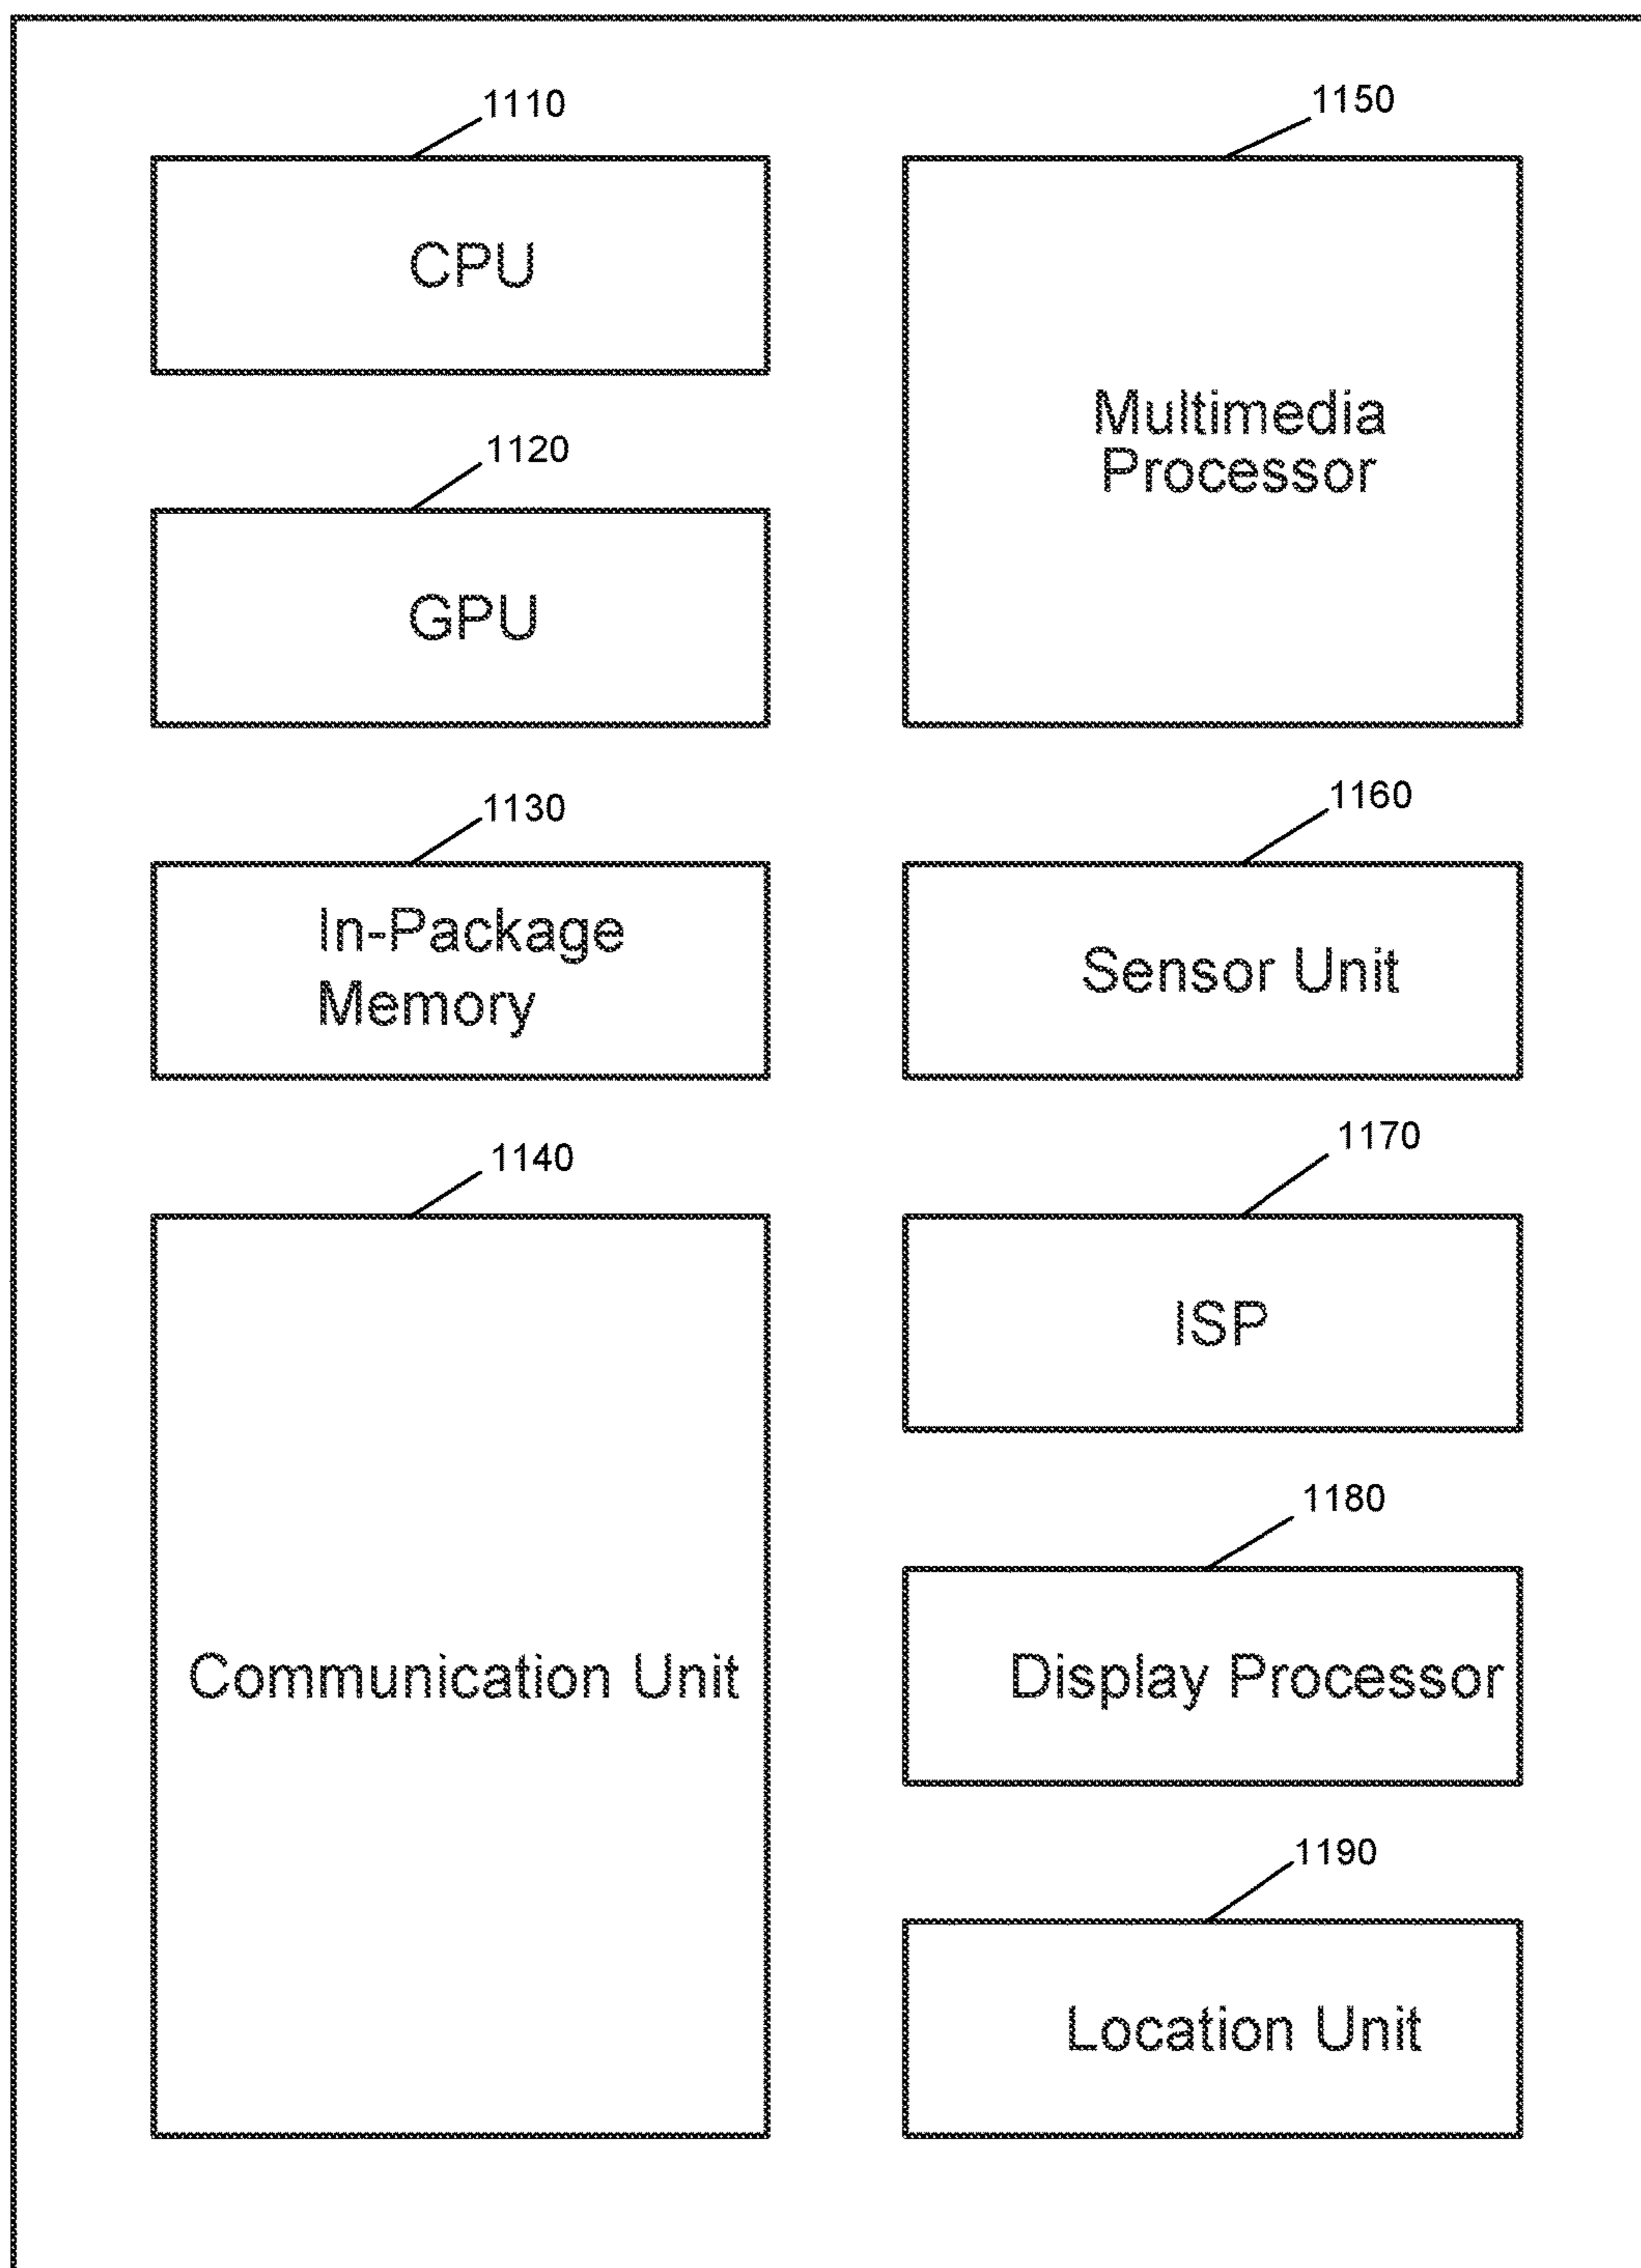 1110
CPU
1120
GPU
1130
In-Package
Memory
1140
Communication Unit
1150
Multimedia
Processor
1160
Sensor Unit
1170
ISP
1180
Display Processor
1190
Location Unit